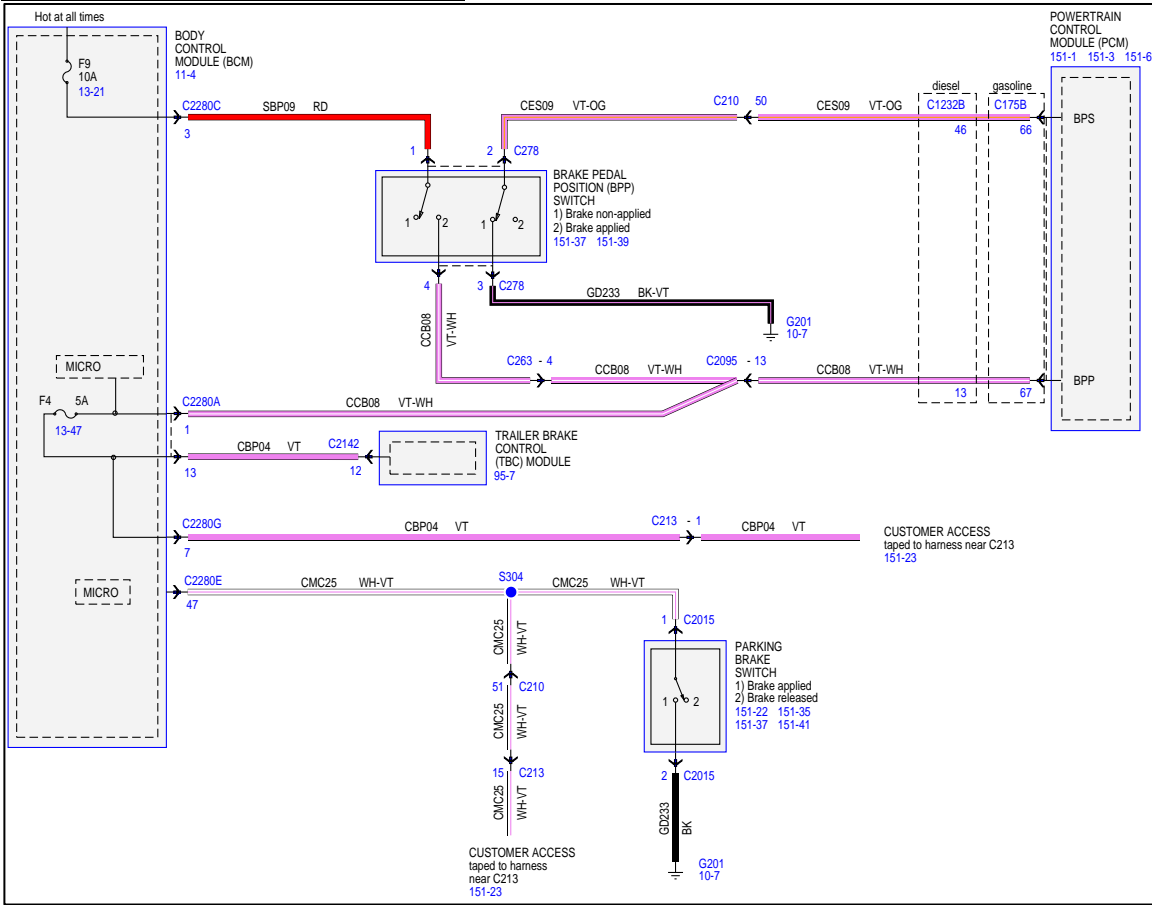 Hot at all times
F9
10A
13-21
BODY
CONTROL
MODULE (BCM)
11-4
C2280C
3
SBP09 RD
CES09 VT-OG
C210 50
CES09 VT-OG
diesel
C1232B
46
gasoline
C175B
66
POWERTRAIN
CONTROL
MODULE (PCM)
151-1 151-3 151-6
BPS
1
2 C278
1 2
1 2
BRAKE PEDAL
POSITION (BPP)
SWITCH
1) Brake non-applied
2) Brake applied
151-37 151-39
4
3 C278
GD233 BK-VT
G201
10-7
CCB08
VT-WH
C263 - 4
CCB08 VT-WH
C2095 - 13
CCB08 VT-WH
13
67
BPP
MICRO
F4 5A
13-47
C2280A
1
CCB08 VT-WH
13
CBP04 VT
C2142
12
TRAILER BRAKE
CONTROL
(TBC) MODULE
95-7
C2280G
7
CBP04 VT
C213 - 1
CBP04 VT
CUSTOMER ACCESS
taped to harness near C213
151-23
MICRO
C2280E
47
CMC25 WH-VT
S304
CMC25 WH-VT
1 C2015
PARKING
BRAKE
SWITCH
1) Brake applied
2) Brake released
151-22 151-35
151-37 151-41
1 2
2 C2015
GD233
BK
G201
10-7
CMC25
WH-VT
51 C210
CMC25
WH-VT
15 C213
CMC25
WH-VT
CUSTOMER ACCESS
taped to harness
near C213
151-23